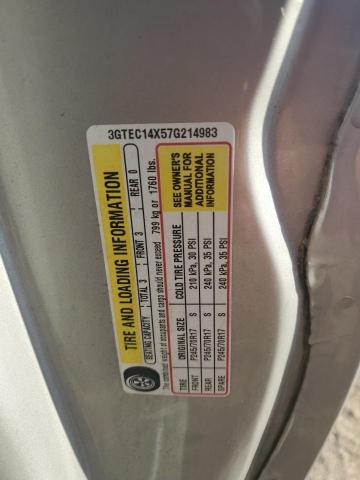 3GTEC14X57G214983
TIRE AND LOADING INFORMATION
SEATING CAPACITY TOTAL 3 FRONT 3 REAR 0
The combined weight of occupants and cargo should never exceed 799 kg or 1760 lbs.
TIRE ORIGINAL SIZE COLD TIRE PRESSURE
FRONT P245/70R17 S 210 kPa, 30 PSI
REAR P245/70R17 S 240 kPa, 35 PSI
SPARE P245/70R17 S 240 kPa, 35 PSI
SEE OWNER'S
MANUAL FOR
ADDITIONAL
INFORMATION